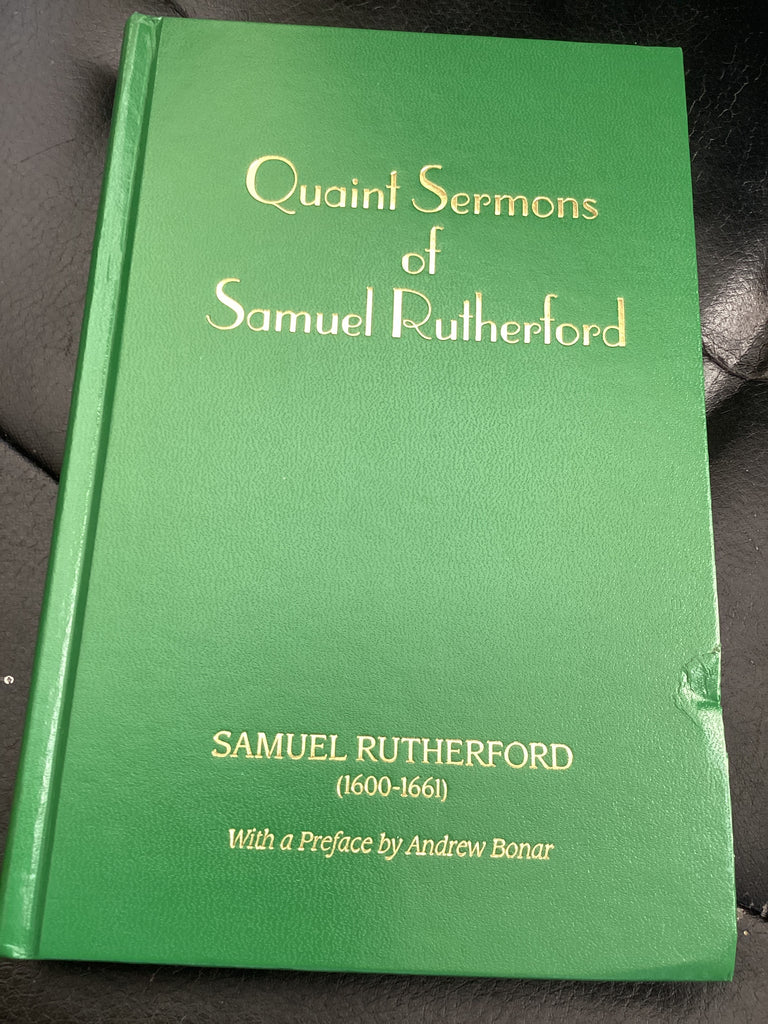 Quaint Sermons
of
Samuel Rutherford
SAMUEL RUTHERFORD
(1600-1661)
With a Preface by Andrew Bonar